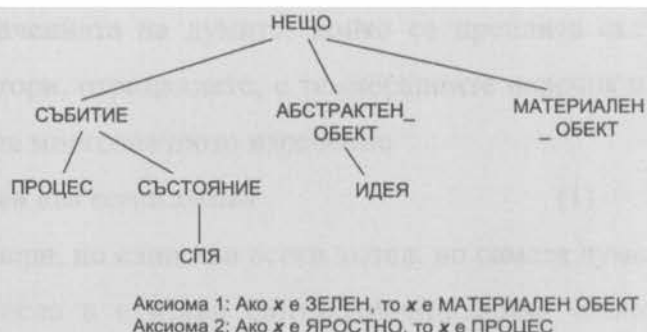 НЕЩО
СЪБИТИЕ АБСТРАКТЕН_ МАТЕРИАЛЕН
ОБЕКТ _ ОБЕКТ
ПРОЦЕС СЪСТОЯНИЕ ИДЕЯ
СПЯ
Аксиома 1: Ако x е ЗЕЛЕН, то x е МАТЕРИАЛЕН ОБЕКТ
Аксиома 2: Ако x е ЯРОСТНО, то x е ПРОЦЕС